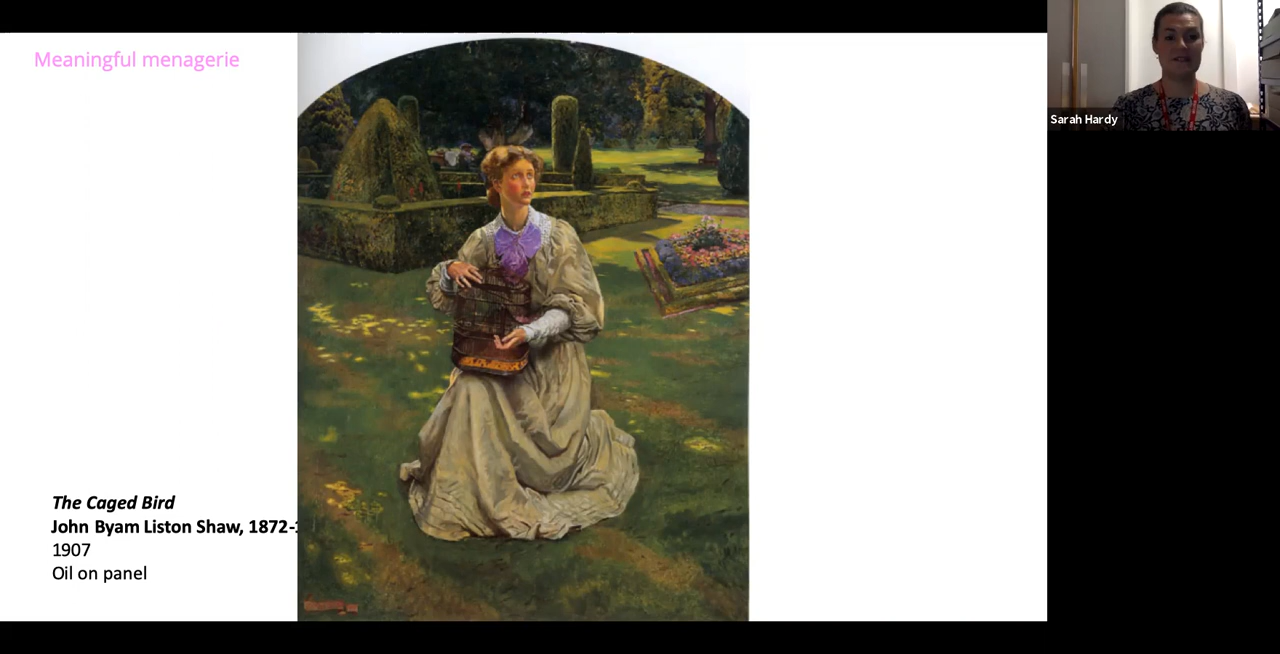 Meaningful menagerie
Sarah Hardy
The Caged Bird
John Byam Liston Shaw, 1872-
1907
Oil on panel